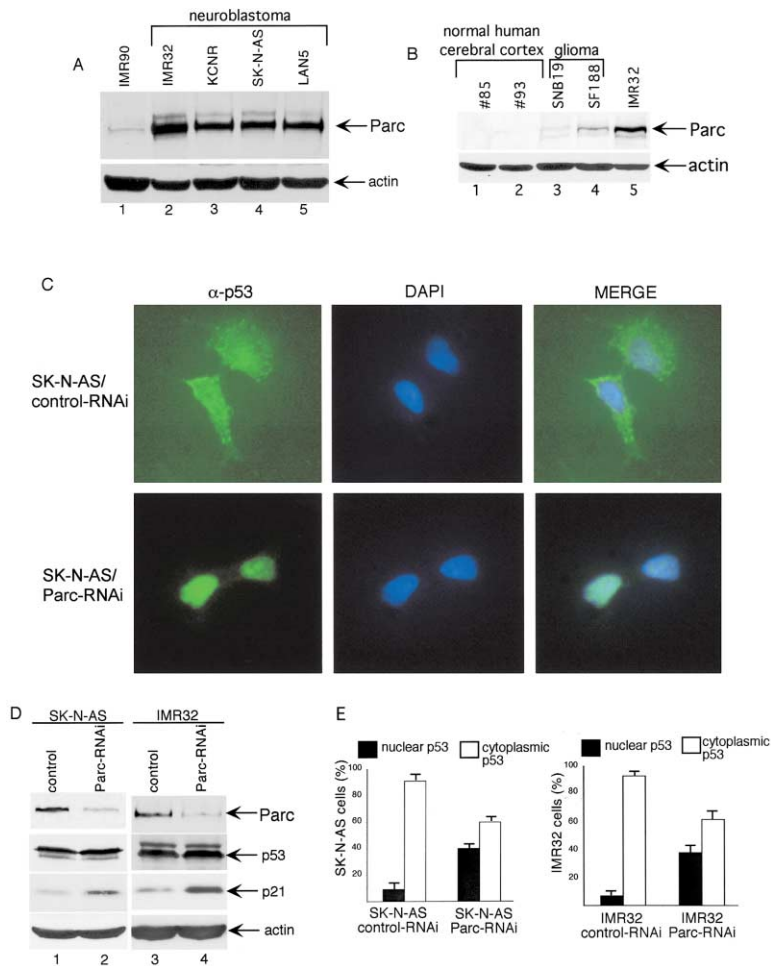 neuroblastoma
A
IMR90
IMR32
KCNR
SK-N-AS
LAN5
Parc
actin
1 2 3 4 5
B
normal human
cerebral cortex
glioma
#85
#93
SNB19
SF188
IMR32
Parc
actin
1 2 3 4 5
C
α-p53 DAPI MERGE
SK-N-AS/
control-RNAi
SK-N-AS/
Parc-RNAi
D
SK-N-AS IMR32
control
Parc-RNAi
control
Parc-RNAi
Parc
p53
p21
actin
1 2 3 4
E
nuclear p53 cytoplasmic
p53
SK-N-AS cells (%)
100
80
60
40
20
SK-N-AS
control-RNAi
SK-N-AS
Parc-RNAi
nuclear p53 cytoplasmic
p53
IMR32 cells (%)
100
80
60
40
20
IMR32
control-RNAi
IMR32
Parc-RNAi